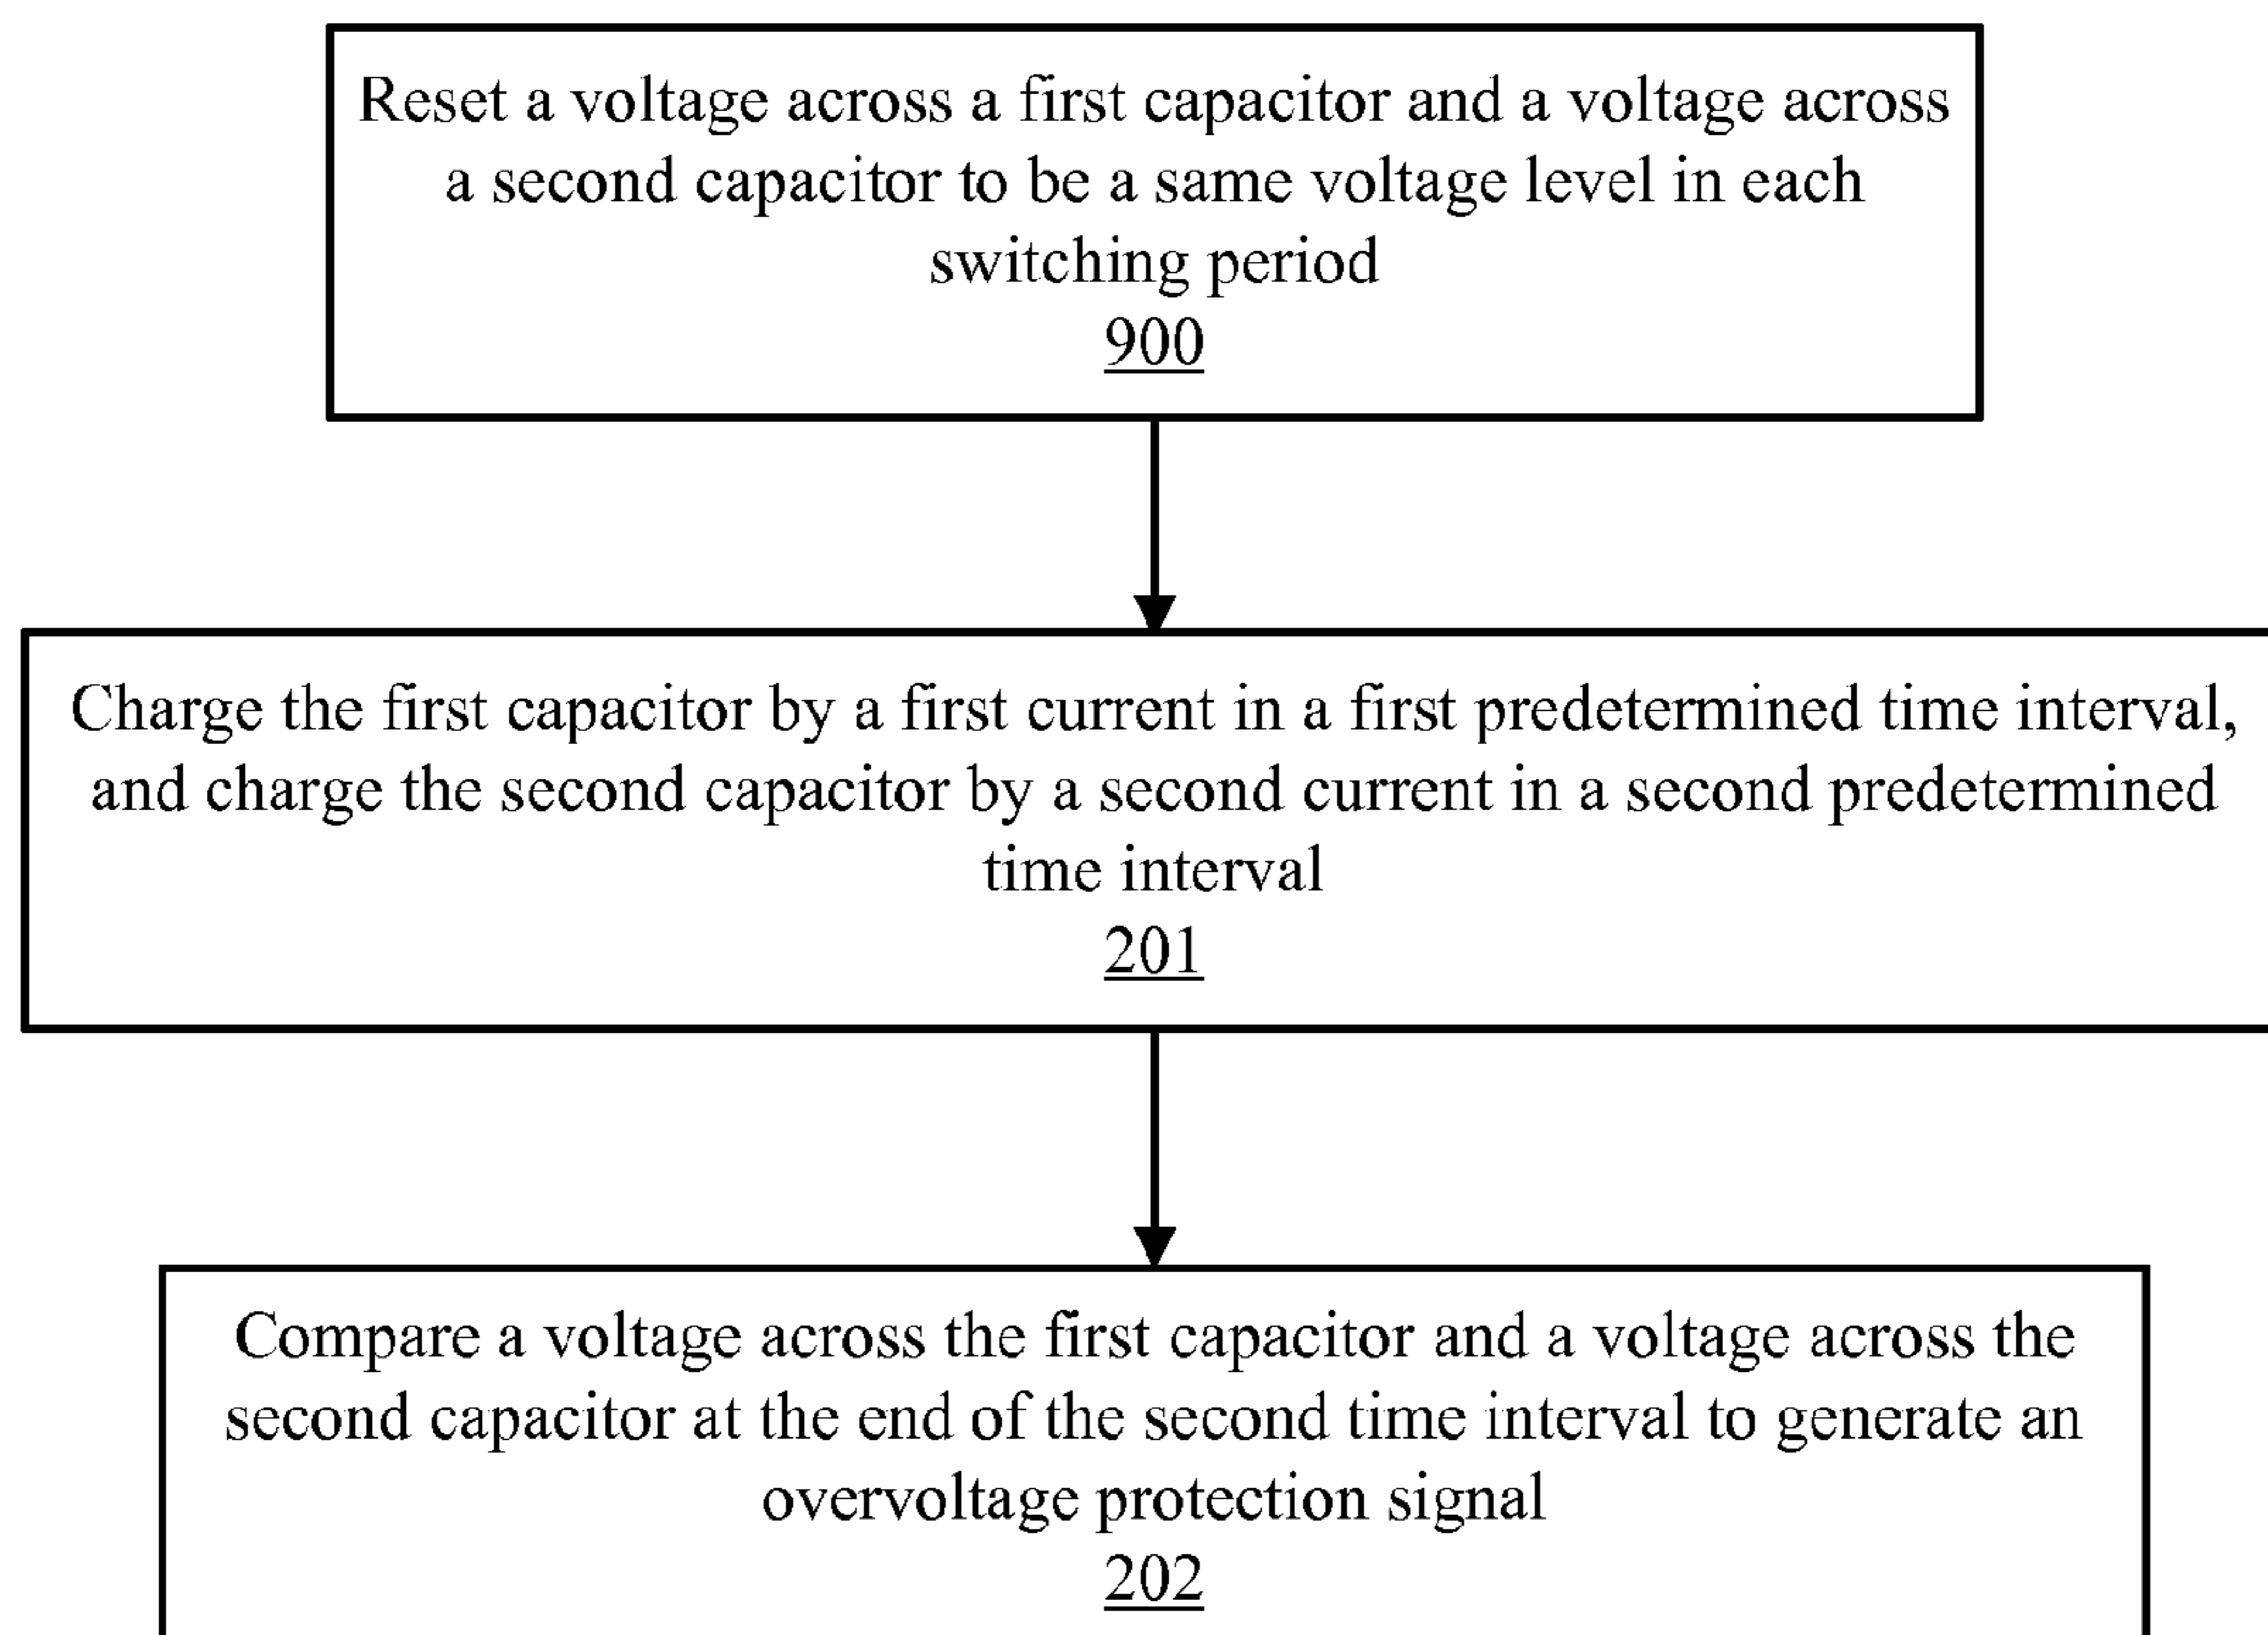 Reset a voltage across a first capacitor and a voltage across
a second capacitor to be a same voltage level in each
switching period
900
Charge the first capacitor by a first current in a first predetermined time interval,
and charge the second capacitor by a second current in a second predetermined
time interval
201
Compare a voltage across the first capacitor and a voltage across the
second capacitor at the end of the second time interval to generate an
overvoltage protection signal
202